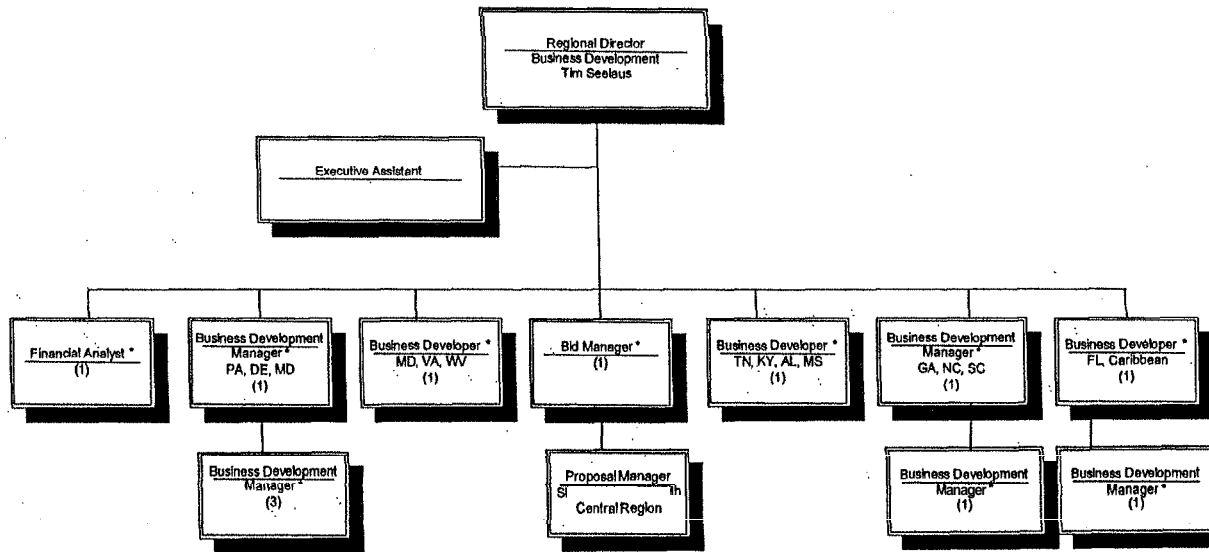 Regional Director
Business Development
Tim Seelaus
Executive Assistant
Financial Analyst *
(1)
Business Development
Manager *
PA, DE, MD
(1)
Business Developer *
MD, VA, WV
(1)
Bid Manager *
(1)
Business Developer *
TN, KY, AL, MS
(1)
Business Development
Manager *
GA, NC, SC
(1)
Business Developer *
FL, Caribbean
(1)
Business Development
Manager *
(3)
Proposal Manager
Central Region
Business Development
Manager *
(1)
Business Development
Manager *
(1)